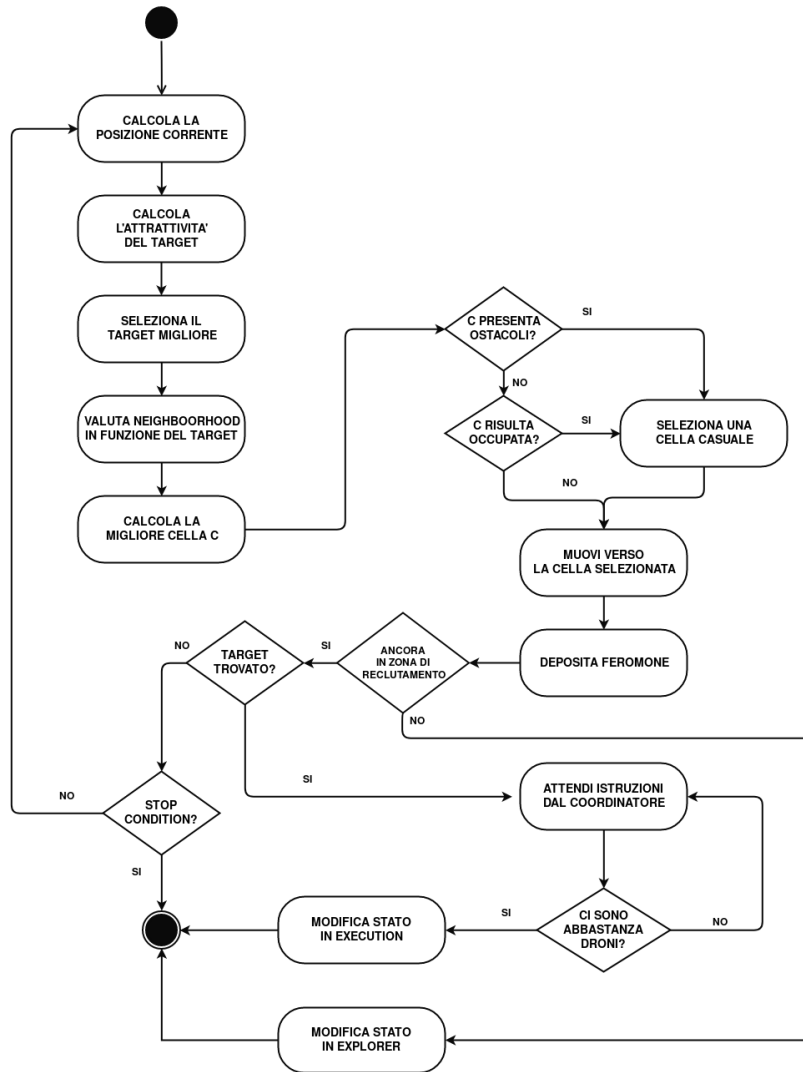 CALCOLA LA
POSIZIONE CORRENTE
CALCOLA
L'ATTRATTIVITA'
DEL TARGET
SELEZIONA IL
TARGET MIGLIORE
VALUTA NEIGHBOORHOOD
IN FUNZIONE DEL TARGET
CALCOLA LA
MIGLIORE CELLA C
C PRESENTA
OSTACOLI?
SI
NO
C RISULTA
OCCUPATA?
SI
NO
SELEZIONA UNA
CELLA CASUALE
MUOVI VERSO
LA CELLA SELEZIONATA
DEPOSITA FEROMONE
ANCORA
IN ZONA DI
RECLUTAMENTO
SI
NO
TARGET
TROVATO?
NO
SI
STOP
CONDITION?
NO
SI
ATTENDI ISTRUZIONI
DAL COORDINATORE
CI SONO
ABBASTANZA
DRONI?
SI
NO
MODIFICA STATO
IN EXECUTION
MODIFICA STATO
IN EXPLORER